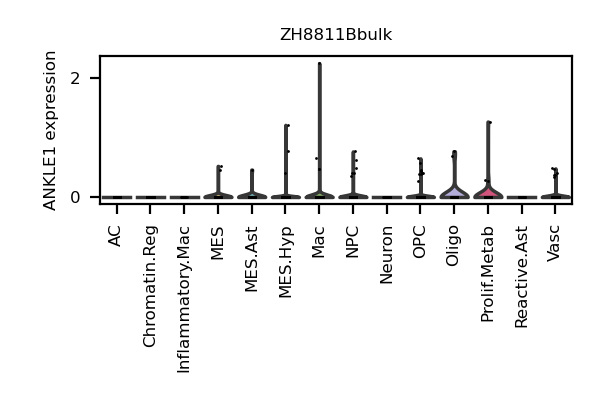 ZH8811Bbulk
ANKLE1 expression
2
0
AC
Chromatin.Reg
Inflammatory.Mac
MES
MES.Ast
MES.Hyp
Mac
NPC
Neuron
OPC
Oligo
Prolif.Metab
Reactive.Ast
Vasc